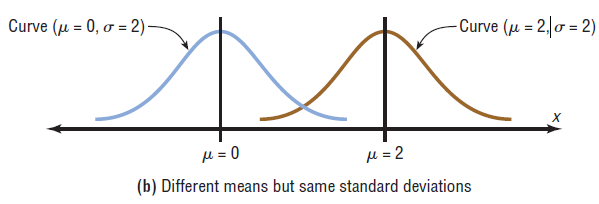 Curve (μ = 0, σ = 2)
Curve (μ = 2, σ = 2)
X
μ = 0
μ = 2
(b) Different means but same standard deviations